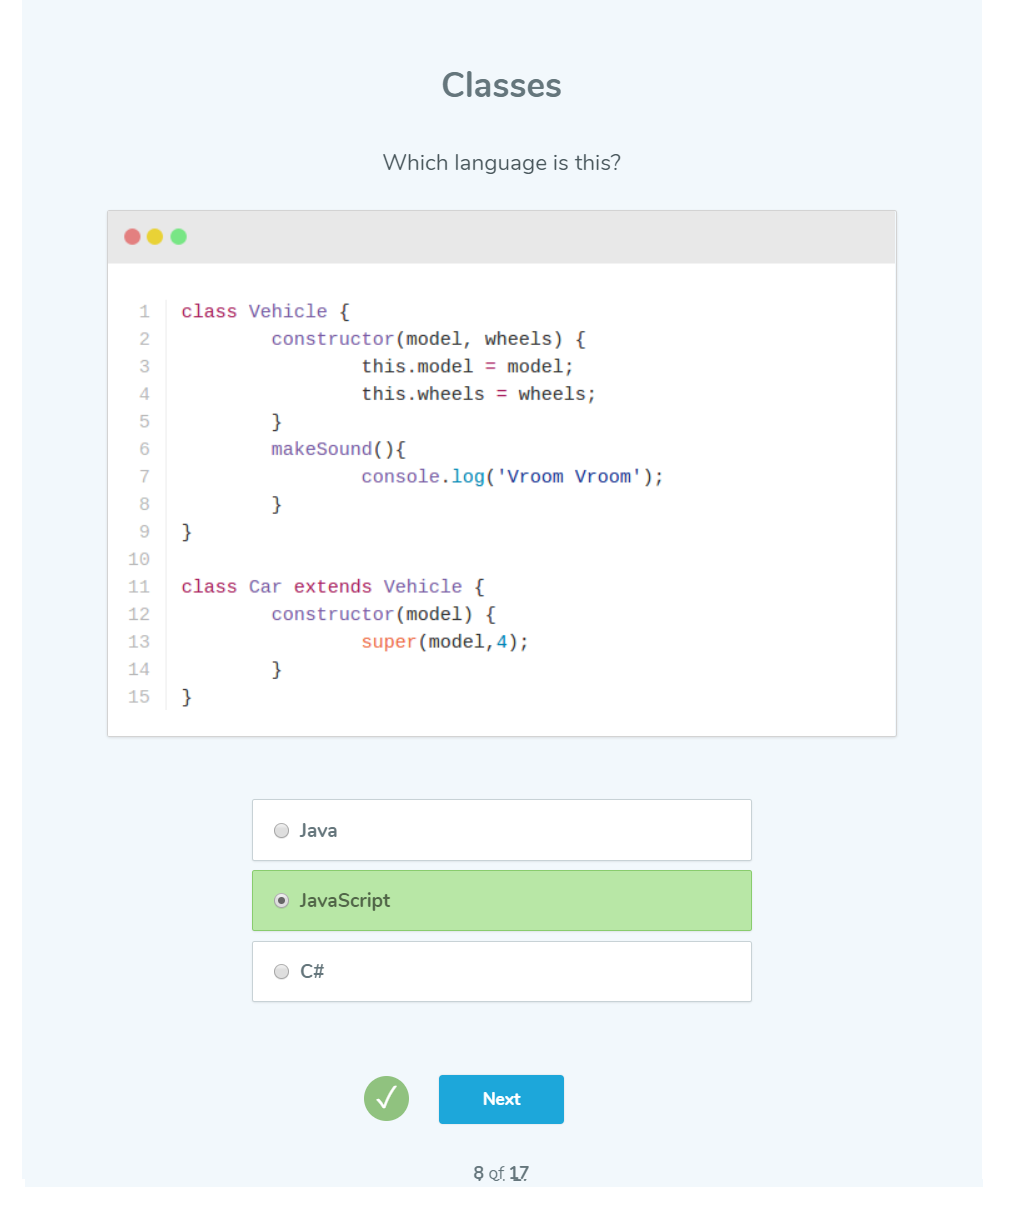 Classes
Which language is this?
1 class Vehicle {
2 constructor(model, wheels) {
3 this.model = model;
4 this.wheels = wheels;
5 }
6 makeSound(){
7 console.log('Vroom Vroom');
8 }
9 }
10
11 class Car extends Vehicle {
12 constructor(model) {
13 super(model,4);
14 }
15 }
Java
JavaScript
C#
Next
8 of 17